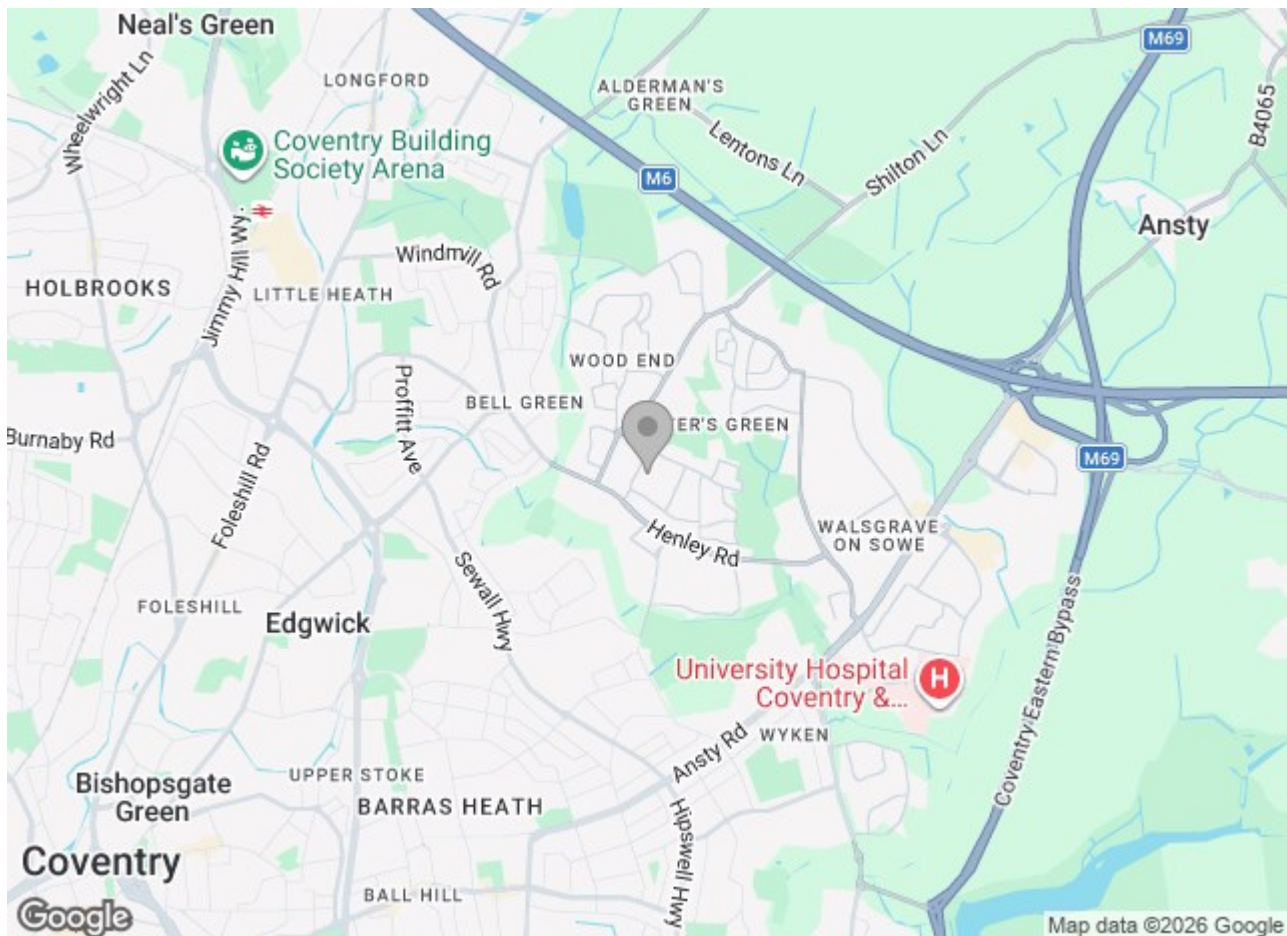 Neal's Green
M69
LONGFORD
Wheelwright Ln
ALDERMAN'S
GREEN
B4065
Coventry Building
Society Arena
Lentons Ln
Shilton Ln
M6
Ansty
Windmill Rd
HOLBROOKS
LITTLE HEATH
Jimmy Hill Wy.
WOOD END
Proffitt Ave
BELL GREEN
TER'S GREEN
Burnaby Rd
M69
Foleshill Rd
WALSGRAVE
ON SOWE
Henley Rd
Sewall Hwy
FOLESHILL
Edgwick
Coventry Eastern Bypass
University Hospital
Coventry &...
H
WYKEN
Ansty Rd
UPPER STOKE
Bishopsgate
Green
BARRAS HEATH
Hipswell Hwy
Coventry
BALL HILL
Google
Map data ©2026 Google